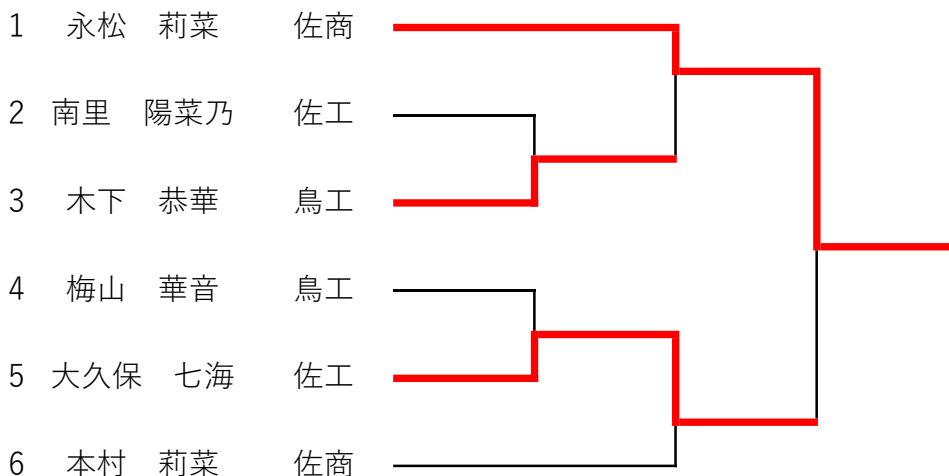 1 永松 莉菜 佐商
2 南里 陽菜乃 佐工
3 木下 恭華 鳥工
4 梅山 華音 鳥工
5 大久保 七海 佐工
6 本村 莉菜 佐商